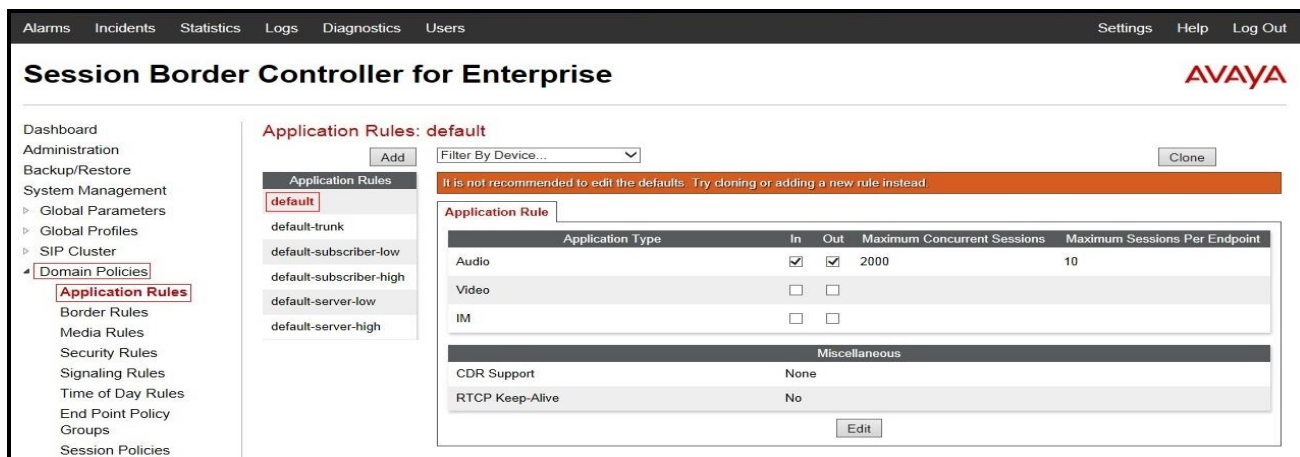 Alarms Incidents Statistics Logs Diagnostics Users Settings Help Log Out
Session Border Controller for Enterprise
AVAYA
Dashboard
Administration
Backup/Restore
System Management
Global Parameters
Global Profiles
SIP Cluster
Domain Policies
Application Rules
Border Rules
Media Rules
Security Rules
Signaling Rules
Time of Day Rules
End Point Policy
Groups
Session Policies
Application Rules: default
Add
Filter By Device...
Clone
Application Rules
default
default-trunk
default-subscriber-low
default-subscriber-high
default-server-low
default-server-high
It is not recommended to edit the defaults. Try cloning or adding a new rule instead.
Application Rule
Application Type In Out Maximum Concurrent Sessions Maximum Sessions Per Endpoint
Audio 2000 10
Video
IM
Miscellaneous
CDR Support None
RTCP Keep-Alive No
Edit